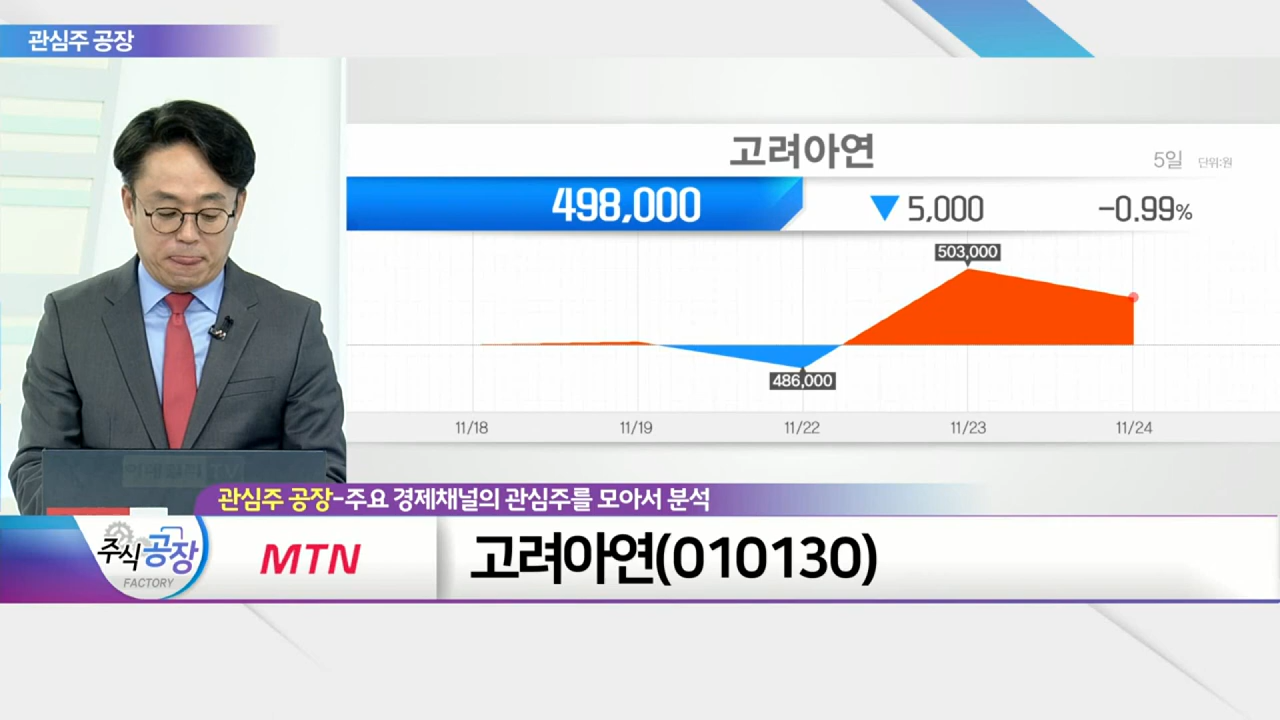 관심주 공장
고려아연
5일 단위:원
498,000 ▼ 5,000 -0.99%
503,000
486,000
11/18 11/19 11/22 11/23 11/24
관심주 공장-주요 경제채널의 관심주를 모아서 분석
주식공장
FACTORY
MTN
고려아연(010130)